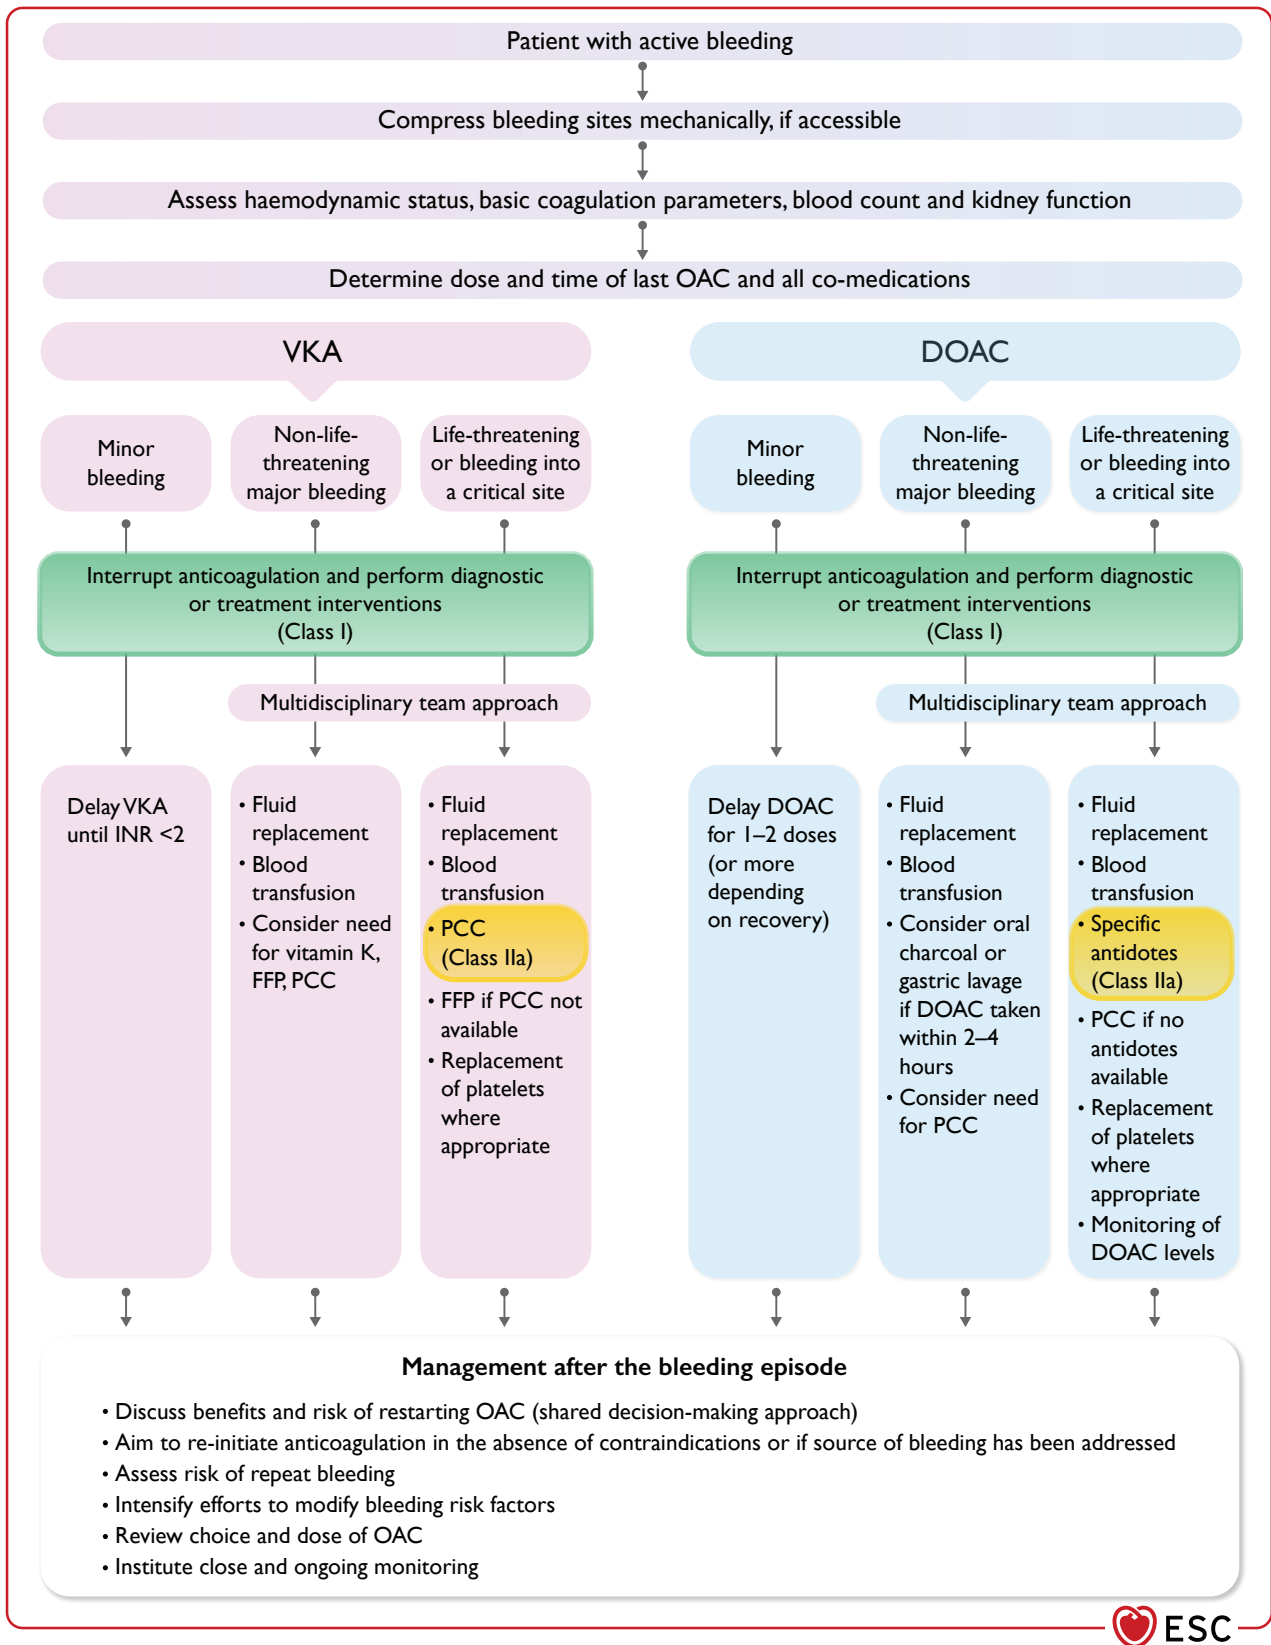 Patient with active bleeding
Compress bleeding sites mechanically, if accessible
Assess haemodynamic status, basic coagulation parameters, blood count and kidney function
Determine dose and time of last OAC and all co-medications
VKA
Minor
bleeding
Non-life-
threatening
major bleeding
Life-threatening
or bleeding into
a critical site
Interrupt anticoagulation and perform diagnostic
or treatment interventions
(Class I)
Multidisciplinary team approach
Delay VKA
until INR <2
• Fluid
replacement
• Blood
transfusion
• Consider need
for vitamin K,
FFP, PCC
• Fluid
replacement
• Blood
transfusion
• PCC
(Class IIa)
• FFP if PCC not
available
• Replacement
of platelets
where
appropriate
DOAC
Minor
bleeding
Non-life-
threatening
major bleeding
Life-threatening
or bleeding into
a critical site
Interrupt anticoagulation and perform diagnostic
or treatment interventions
(Class I)
Multidisciplinary team approach
Delay DOAC
for 1–2 doses
(or more
depending
on recovery)
• Fluid
replacement
• Blood
transfusion
• Consider oral
charcoal or
gastric lavage
if DOAC taken
within 2–4
hours
• Consider need
for PCC
• Fluid
replacement
• Blood
transfusion
• Specific
antidotes
(Class IIa)
• PCC if no
antidotes
available
• Replacement
of platelets
where
appropriate
• Monitoring of
DOAC levels
Management after the bleeding episode
• Discuss benefits and risk of restarting OAC (shared decision-making approach)
• Aim to re-initiate anticoagulation in the absence of contraindications or if source of bleeding has been addressed
• Assess risk of repeat bleeding
• Intensify efforts to modify bleeding risk factors
• Review choice and dose of OAC
• Institute close and ongoing monitoring
ESC